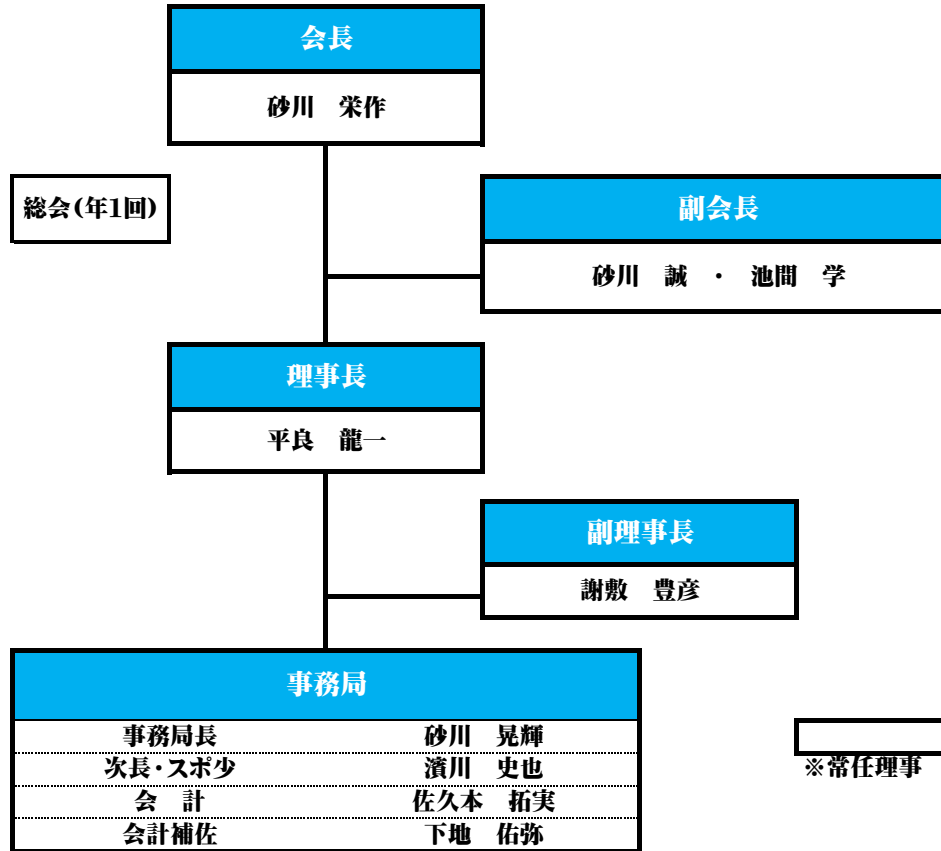 会長
砂川　栄作
総会(年1回)
副会長
砂川　誠　・　池間　学
理事長
平良　龍一
副理事長
謝敷　豊彦
事務局
事務局長　砂川　晃輝
次長・スポ少　濱川　史也
会　計　佐久本　拓実
会計補佐　下地　佑弥
※常任理事